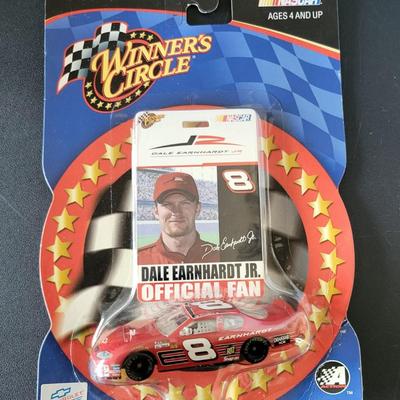 NASCAR
AGES 4 AND UP
WINNER'S
CIRCLE
NASCAR
DALE EARNHARDT JR
8
Dale Earnhardt Jr.
DALE EARNHARDT JR.
OFFICIAL FAN
8
EARNHARDT
8